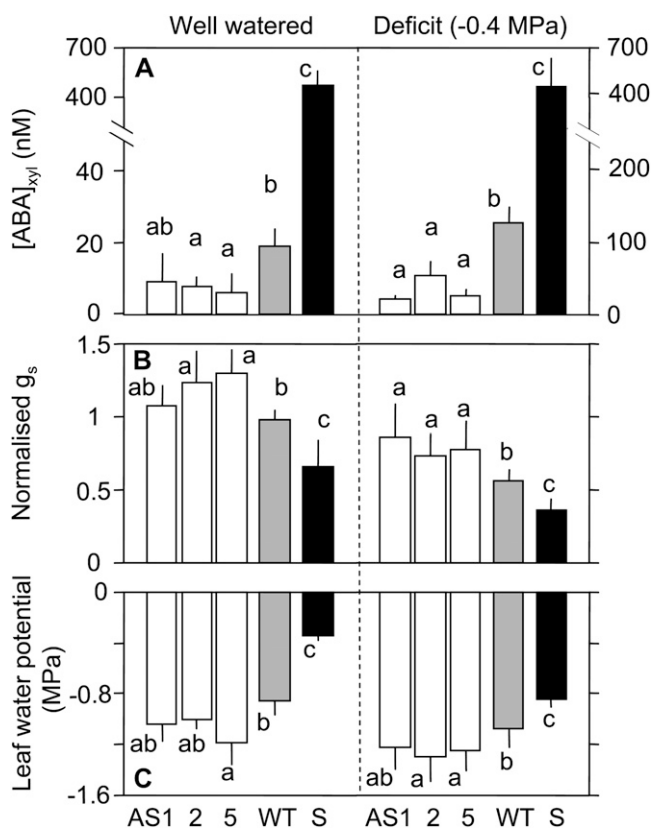 Well watered Deficit (-0.4 MPa)
700 A c c 700
400 400
[ABA]xyl (nM)
40 200
ab a a b a a a b
20 100
0 0
1.5 B
ab a a b c a a a b c
Normalised gs
1
0.5
0
0
Leaf water potential
(MPa)
-0.8
c
b c
ab ab b
a ab a a
-1.6 C
AS1 2 5 WT S AS1 2 5 WT S